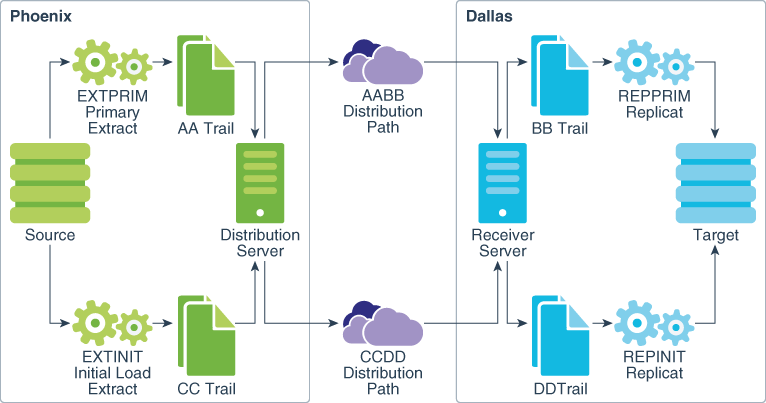 Phoenix
Dallas
EXTPRIM
Primary
Extract
AA Trail
AABB
Distribution
Path
BB Trail
REPPRIM
Replicat
Source
Distribution
Server
Receiver
Server
Target
EXTINIT
Initial Load
Extract
CC Trail
CCDD
Distribution
Path
DDTrail
REPINIT
Replicat